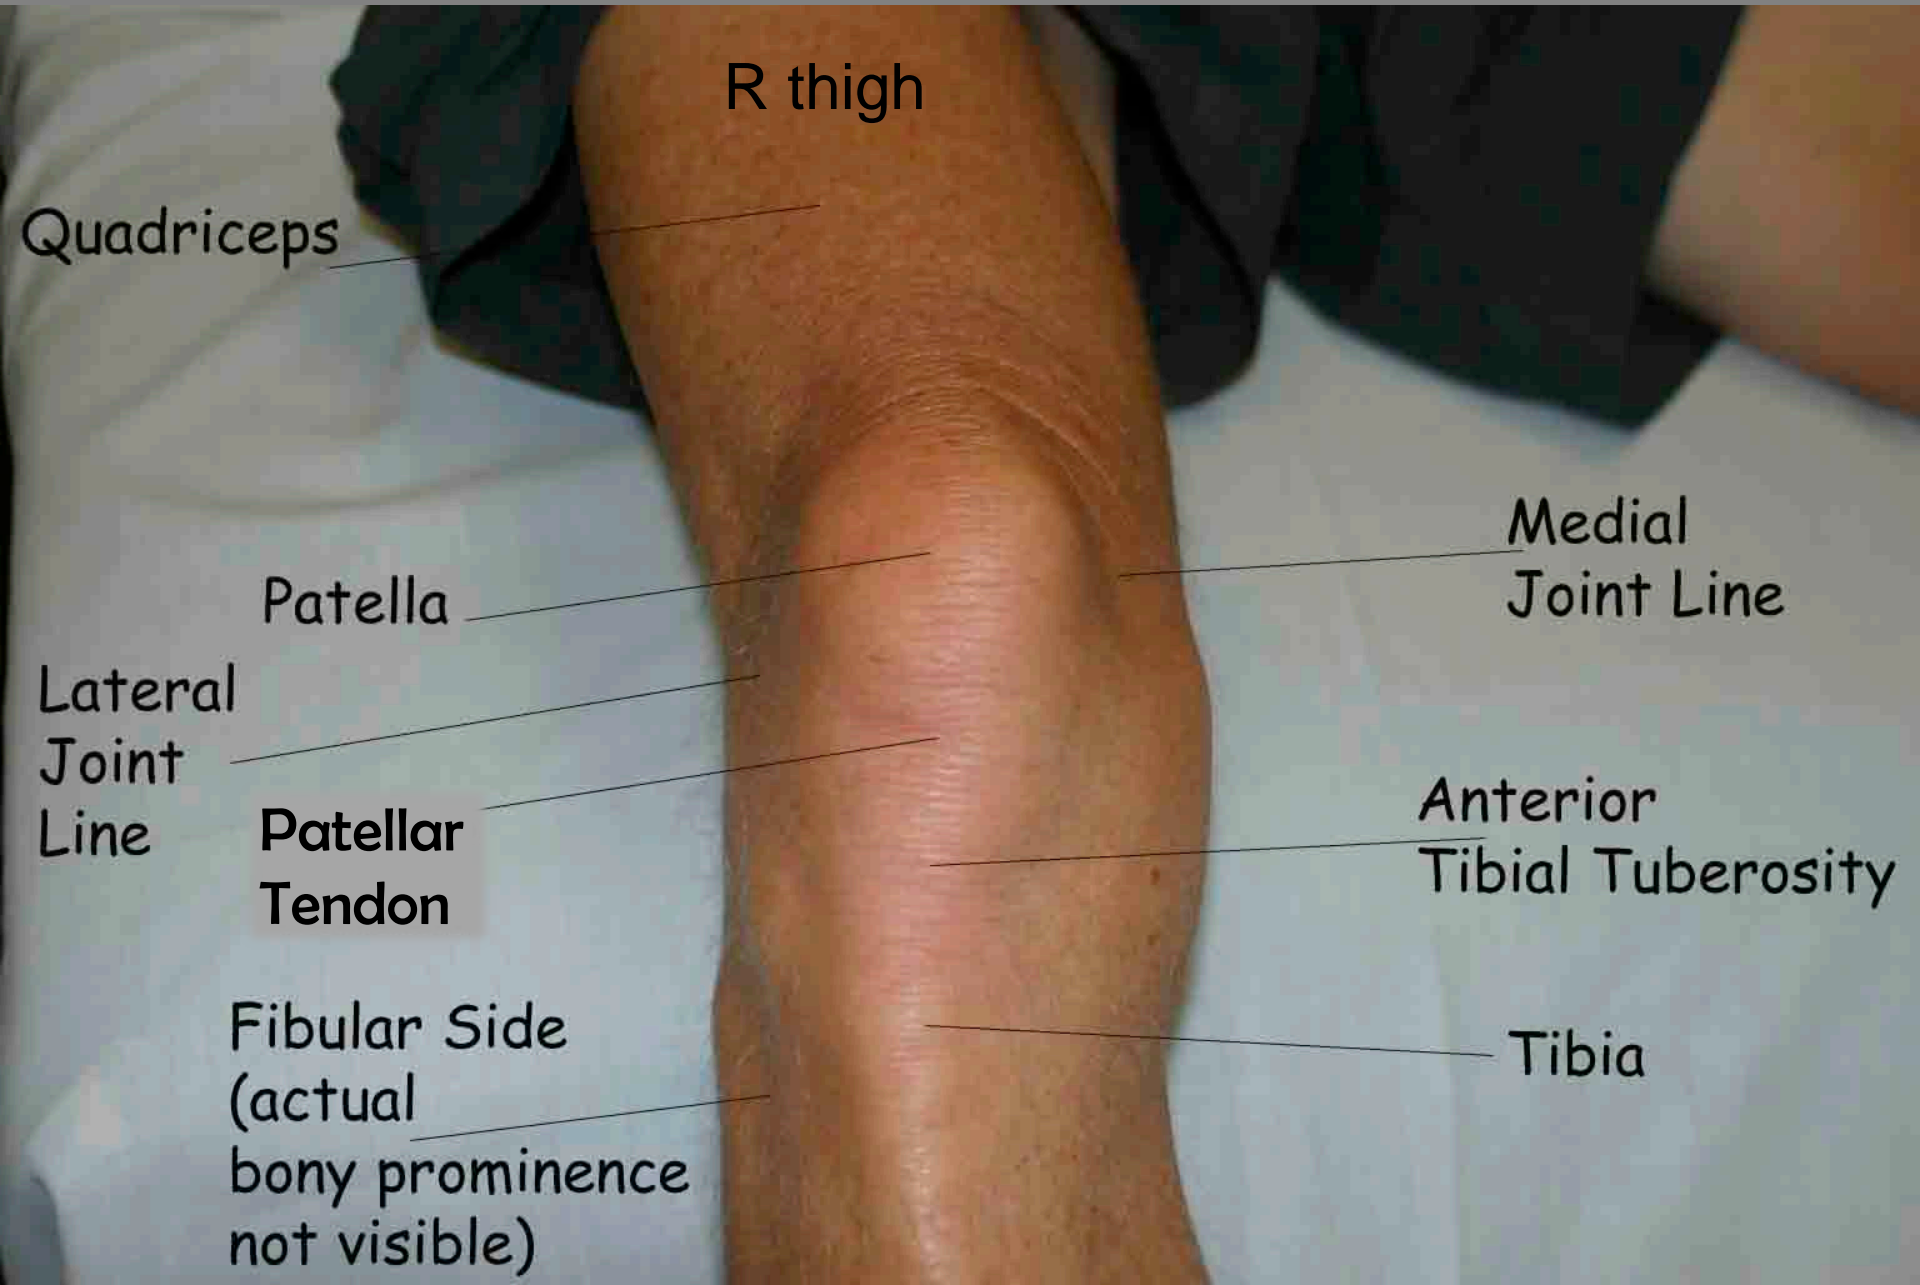 R thigh
Quadriceps
Patella
Lateral
Joint
Line
Patellar
Tendon
Fibular Side
(actual
bony prominence
not visible)
Medial
Joint Line
Anterior
Tibial Tuberosity
Tibia